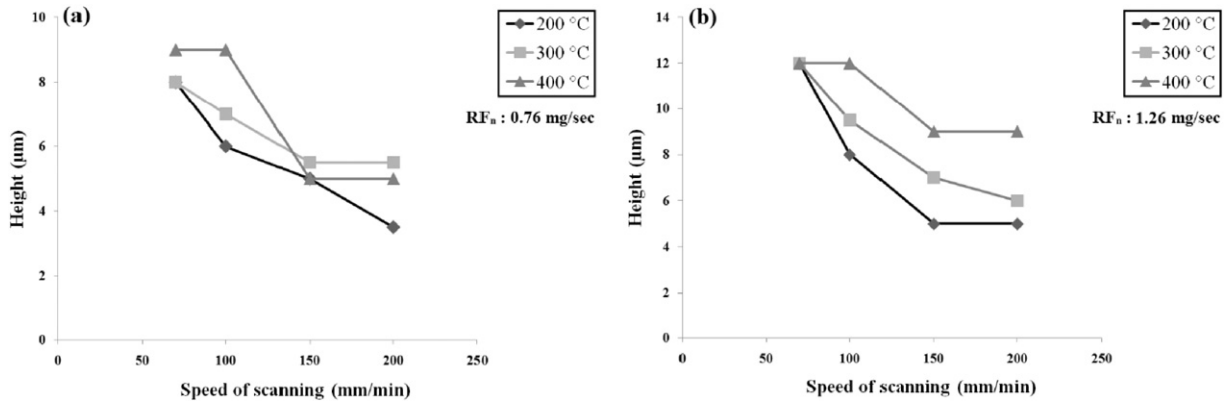 (a)
200 °C
300 °C
400 °C
RFₙ : 0.76 mg/sec
Height (µm)
10
8
6
4
2
0
0 50 100 150 200 250
Speed of scanning (mm/min)
(b)
200 °C
300 °C
400 °C
RFₙ : 1.26 mg/sec
Height (µm)
14
12
10
8
6
4
2
0
0 50 100 150 200 250
Speed of scanning (mm/min)